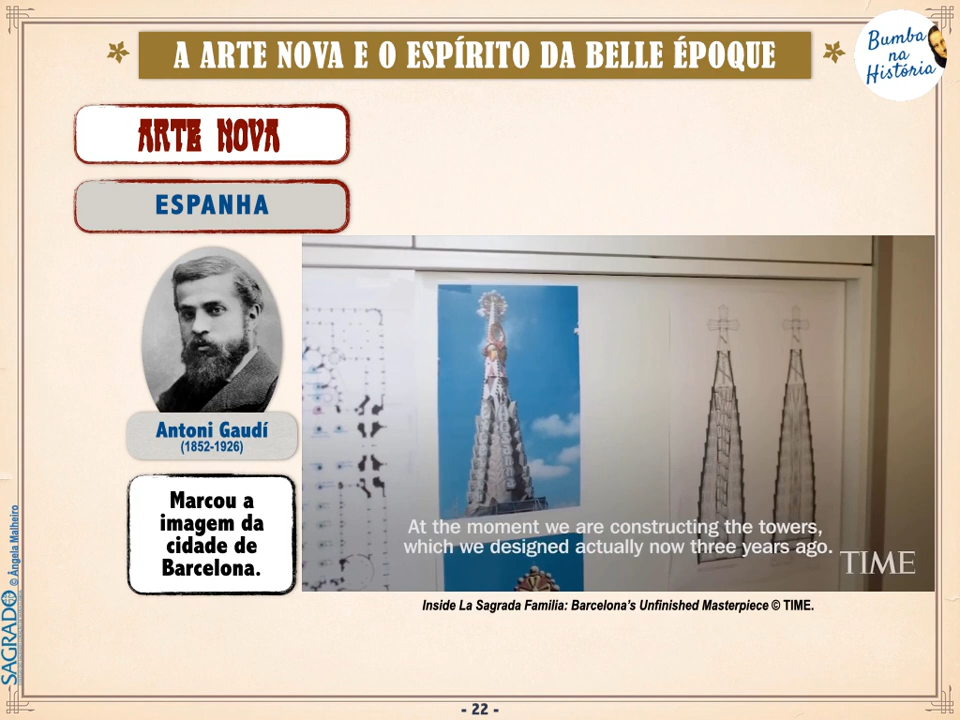 A ARTE NOVA E O ESPÍRITO DA BELLE ÉPOQUE
Bumba
na
História
ARTE NOVA
ESPANHA
Antoni Gaudí
(1852-1926)
Marcou a
imagem da
cidade de
Barcelona.
At the moment we are constructing the towers,
which we designed actually now three years ago.
TIME
Inside La Sagrada Familia: Barcelona's Unfinished Masterpiece © TIME.
SAGRADO
© Ângela Malheiro
- 22 -